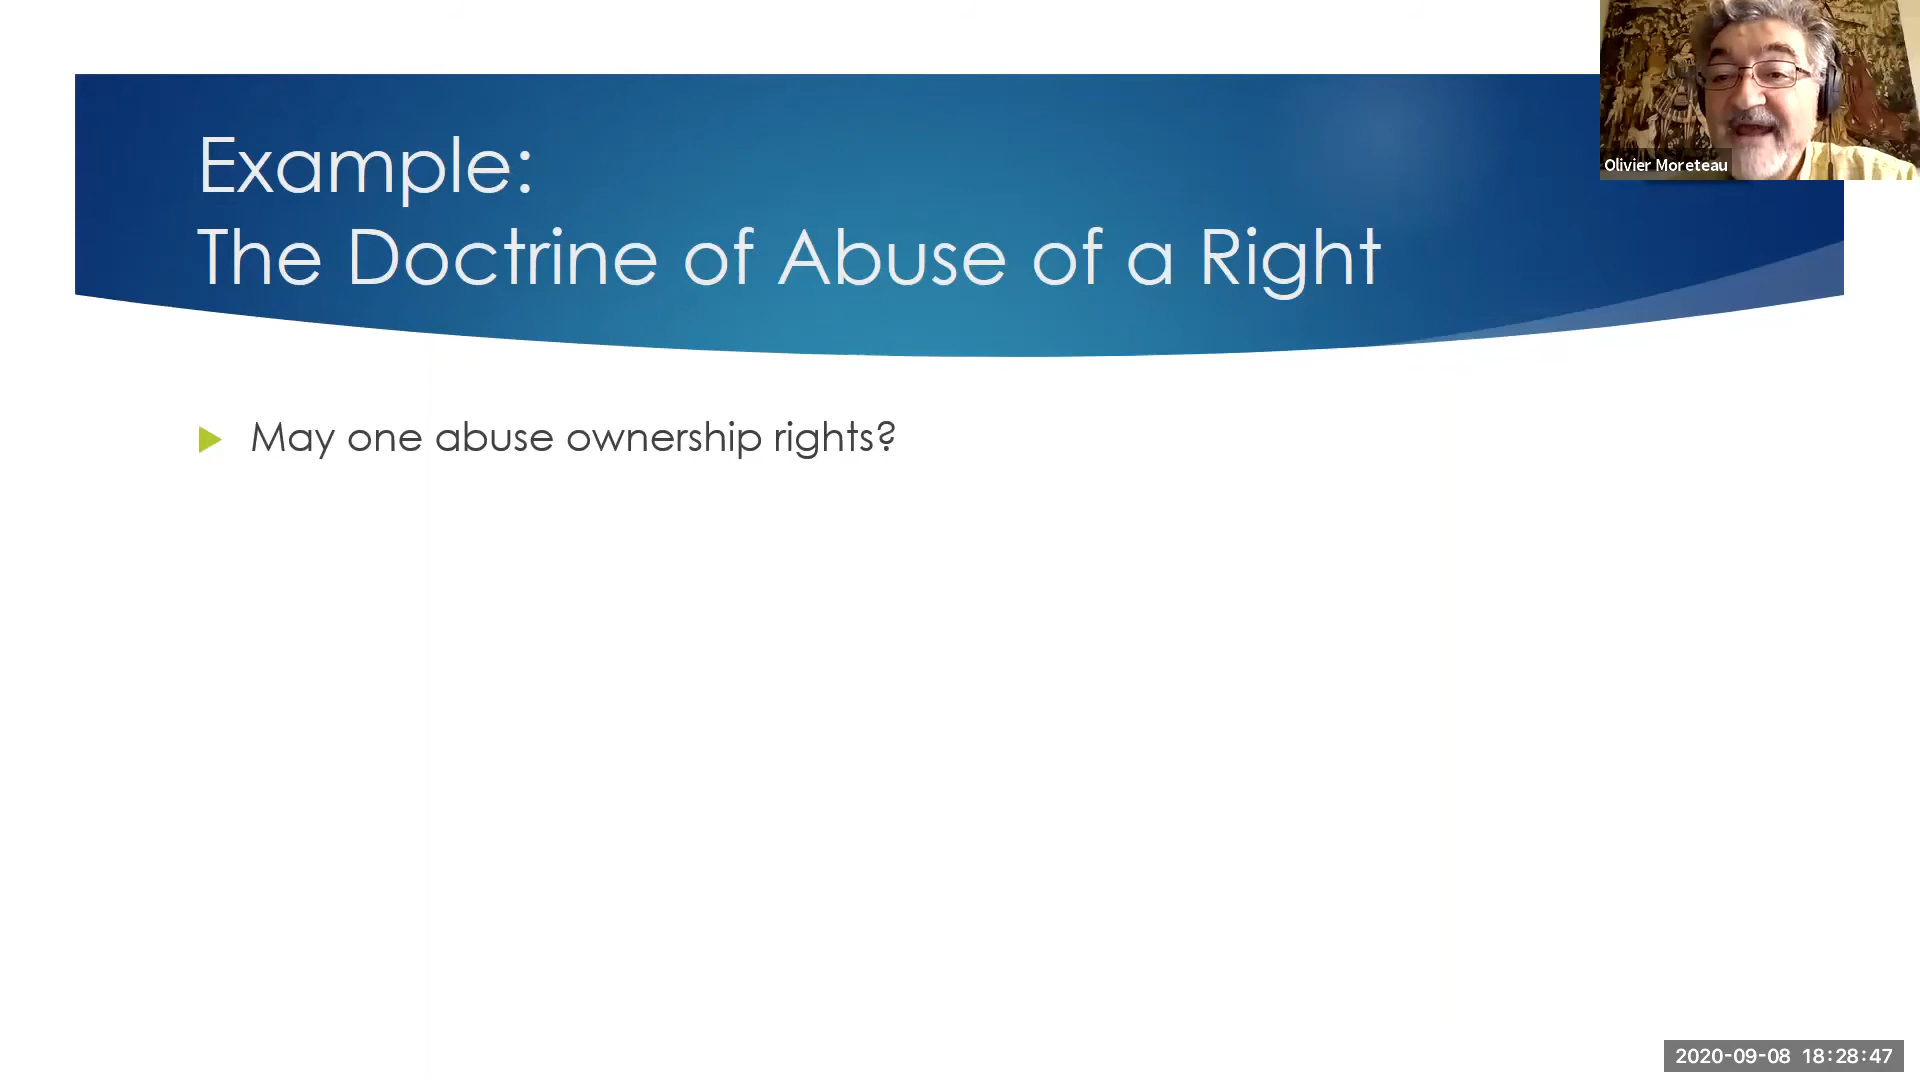 Example:
The Doctrine of Abuse of a Right
Olivier Moreteau
May one abuse ownership rights?
2020-09-08 18:28:47